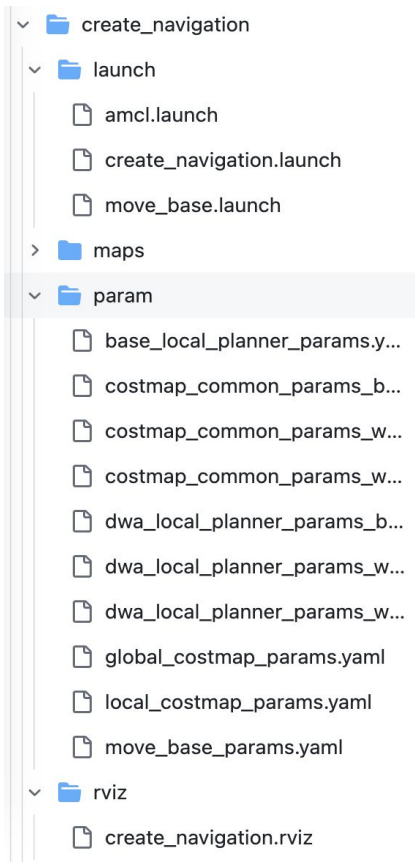 create_navigation
launch
amcl.launch
create_navigation.launch
move_base.launch
maps
param
base_local_planner_params.y...
costmap_common_params_b...
costmap_common_params_w...
costmap_common_params_w...
dwa_local_planner_params_b...
dwa_local_planner_params_w...
dwa_local_planner_params_w...
global_costmap_params.yaml
local_costmap_params.yaml
move_base_params.yaml
rviz
create_navigation.rviz